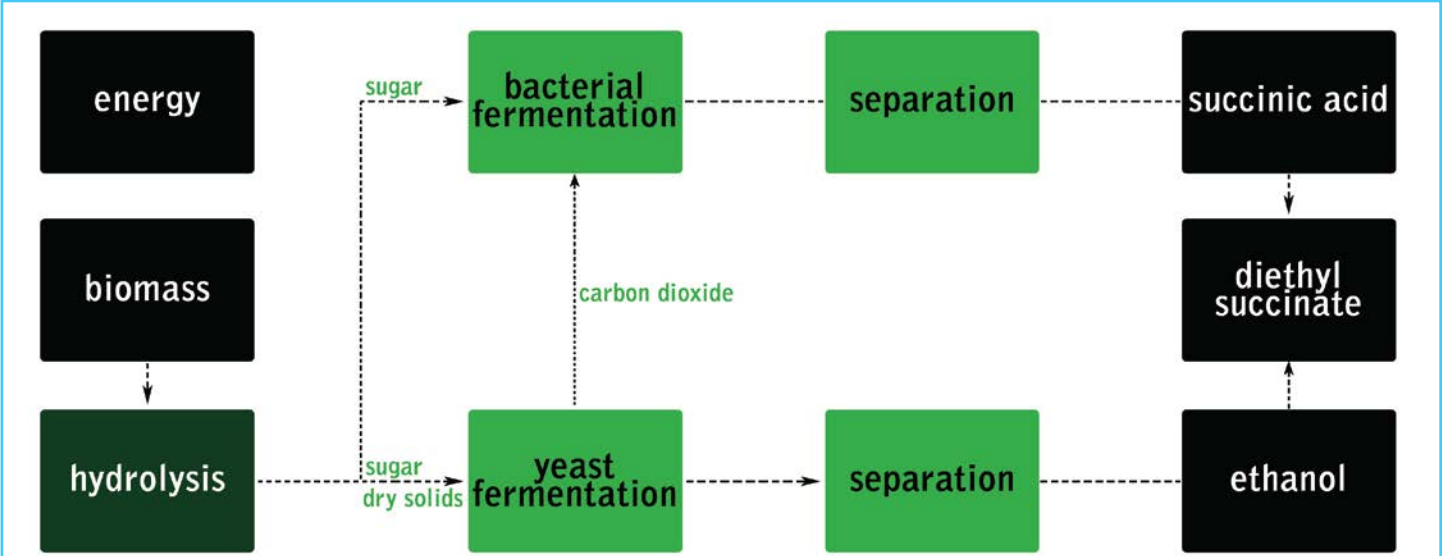 energy
sugar
bacterial
fermentation
separation
succinic acid
biomass
carbon dioxide
diethyl
succinate
hydrolysis
sugar
dry solids
yeast
fermentation
separation
ethanol